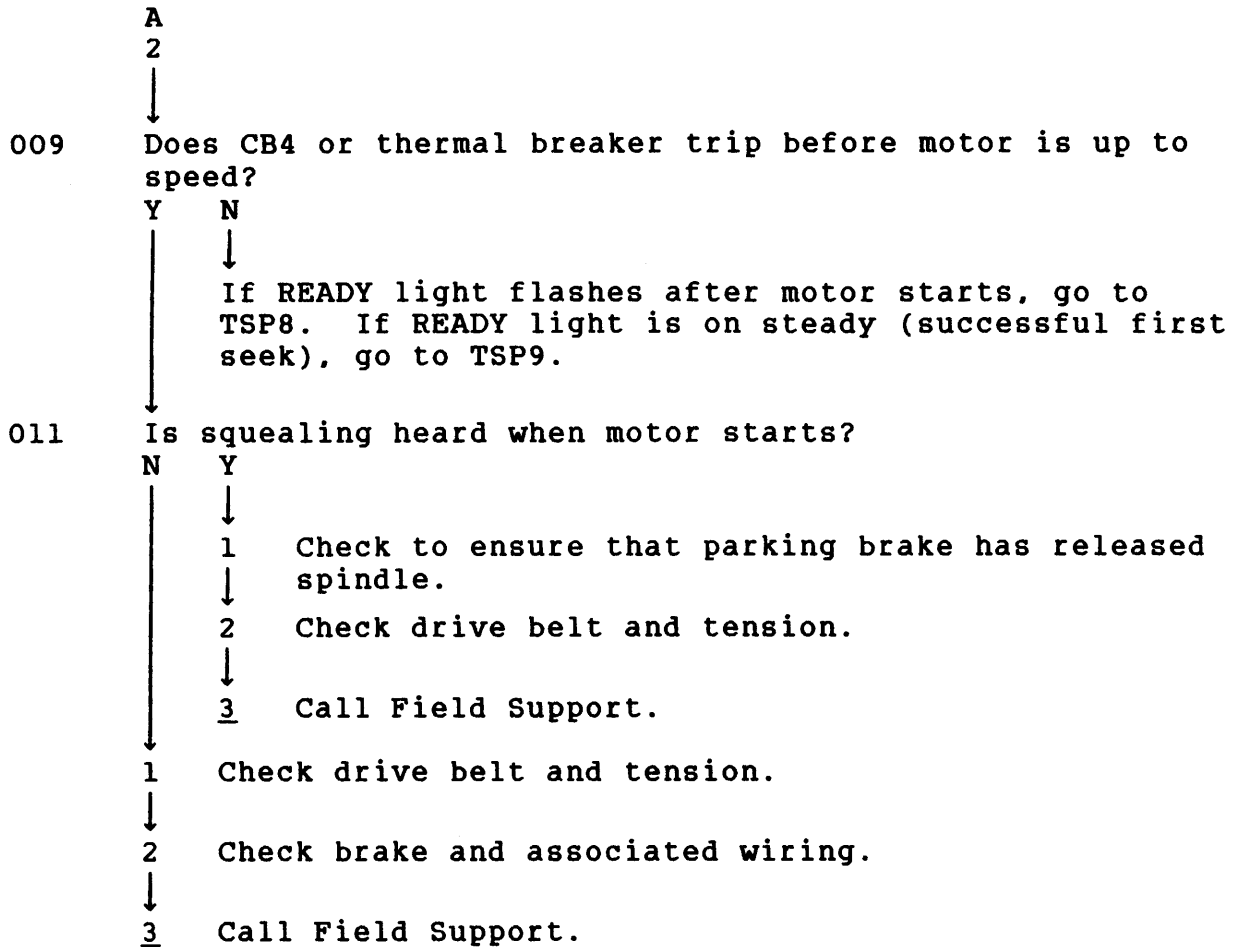 A
2
009 Does CB4 or thermal breaker trip before motor is up to
speed?
Y N
If READY light flashes after motor starts, go to
TSP8. If READY light is on steady (successful first
seek), go to TSP9.
011 Is squealing heard when motor starts?
N Y
1 Check to ensure that parking brake has released
spindle.
2 Check drive belt and tension.
3 Call Field Support.
1 Check drive belt and tension.
2 Check brake and associated wiring.
3 Call Field Support.